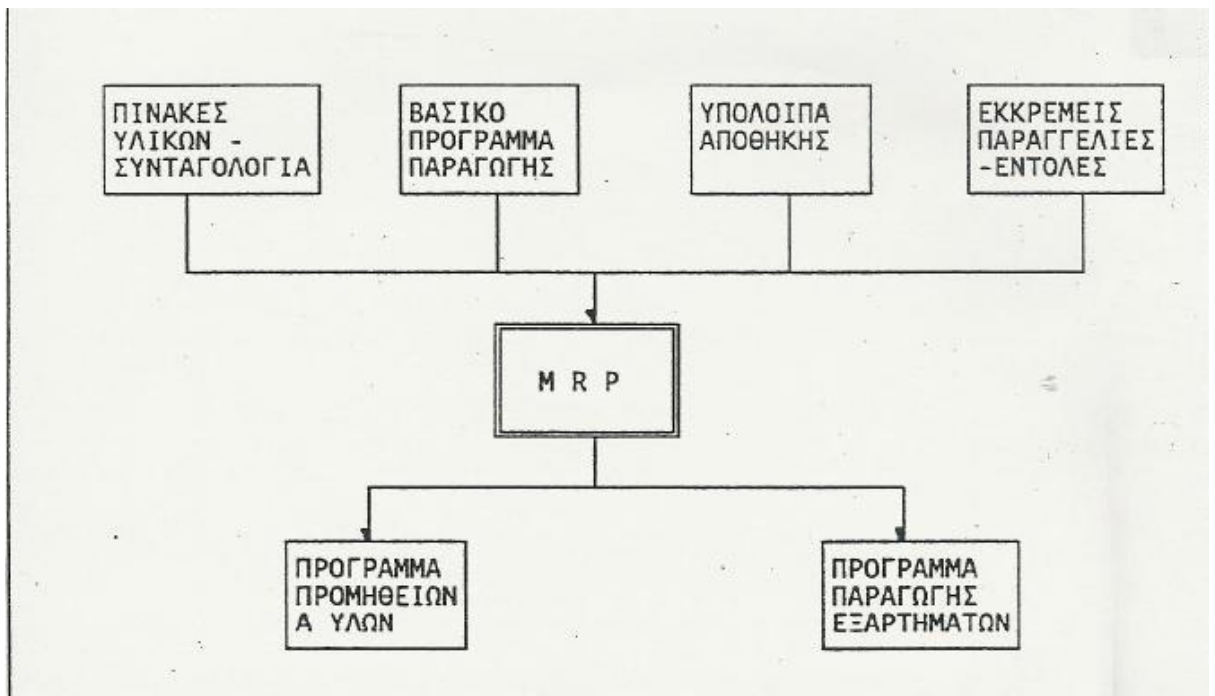 ΠΙΝΑΚΕΣ
ΥΛΙΚΩΝ -
ΣΥΝΤΑΓΟΛΟΓΙΑ
ΒΑΣΙΚΟ
ΠΡΟΓΡΑΜΜΑ
ΠΑΡΑΓΩΓΗΣ
ΥΠΟΛΟΙΠΑ
ΑΠΟΘΗΚΗΣ
ΕΚΚΡΕΜΕΙΣ
ΠΑΡΑΓΓΕΛΙΕΣ
-ΕΝΤΟΛΕΣ
M R P
ΠΡΟΓΡΑΜΜΑ
ΠΡΟΜΗΘΕΙΩΝ
Α ΥΛΩΝ
ΠΡΟΓΡΑΜΜΑ
ΠΑΡΑΓΩΓΗΣ
ΕΞΑΡΤΗΜΑΤΩΝ